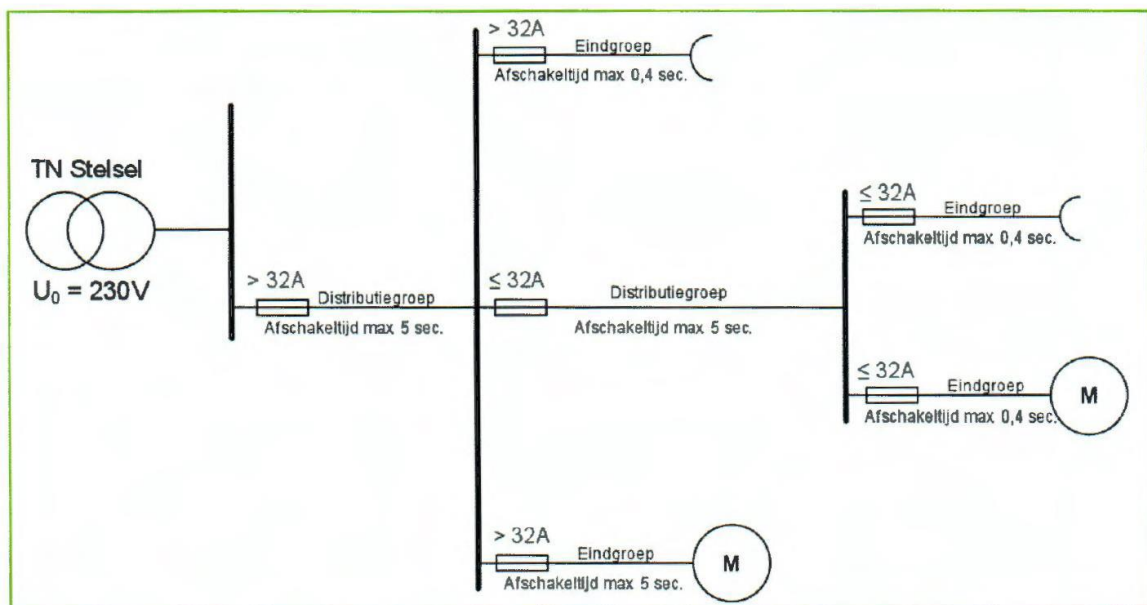 > 32A
Eindgroep
Afschakeltijd max 0,4 sec.
TN Stelsel
U₀ = 230V
> 32A
Distributiegroep
Afschakeltijd max 5 sec.
≤ 32A
Distributiegroep
Afschakeltijd max 5 sec.
≤ 32A
Eindgroep
Afschakeltijd max 0,4 sec.
≤ 32A
Eindgroep
M
Afschakeltijd max 0,4 sec.
> 32A
Eindgroep
M
Afschakeltijd max 5 sec.